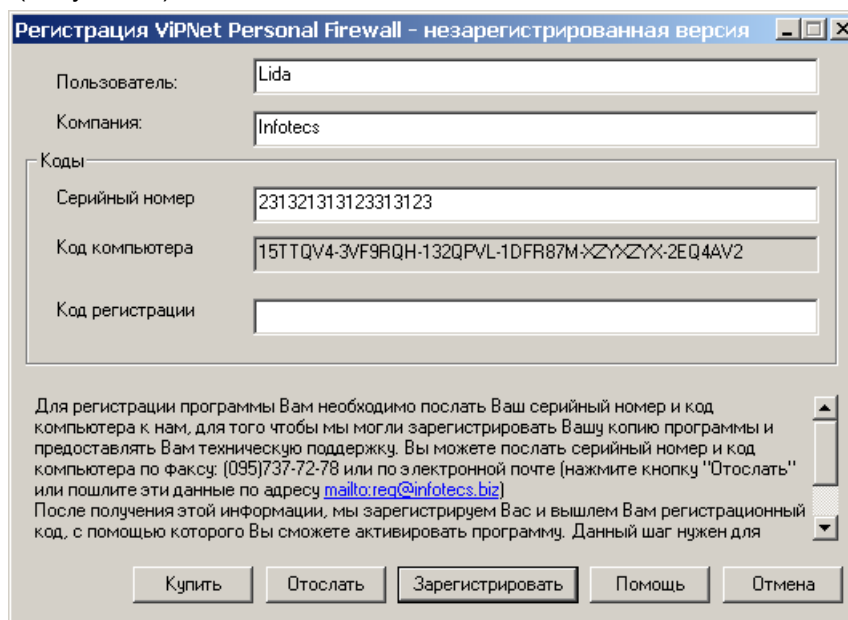 Регистрация ViPNet Personal Firewall - незарегистрированная версия
Пользователь:
Lida
Компания:
Infotecs
Коды
Серийный номер
231321313123313123
Код компьютера
15TTQV4-3VF9RQH-132QPVL-1DFR87M-XZYXZYX-2EQ4AV2
Код регистрации
Для регистрации программы Вам необходимо послать Ваш серийный номер и код
компьютера к нам, для того чтобы мы могли зарегистрировать Вашу копию программы и
предоставлять Вам техническую поддержку. Вы можете послать серийный номер и код
компьютера по факсу: (095)737-72-78 или по электронной почте (нажмите кнопку "Отослать"
или пошлите эти данные по адресу mailto:reg@infotecs.biz)
После получения этой информации, мы зарегистрируем Вас и вышлем Вам регистрационный
код, с помощью которого Вы сможете активировать программу. Данный шаг нужен для
Купить
Отослать
Зарегистрировать
Помощь
Отмена